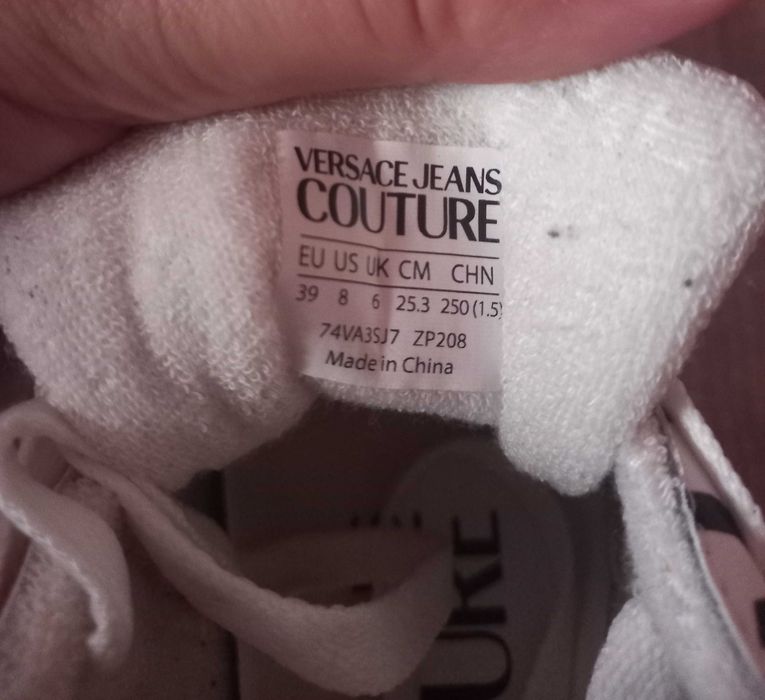 VERSACE JEANS
COUTURE
EU US UK CM CHN
39 8 6 25.3 250 (1.5)
74VA3SJ7 ZP208
Made in China
URE